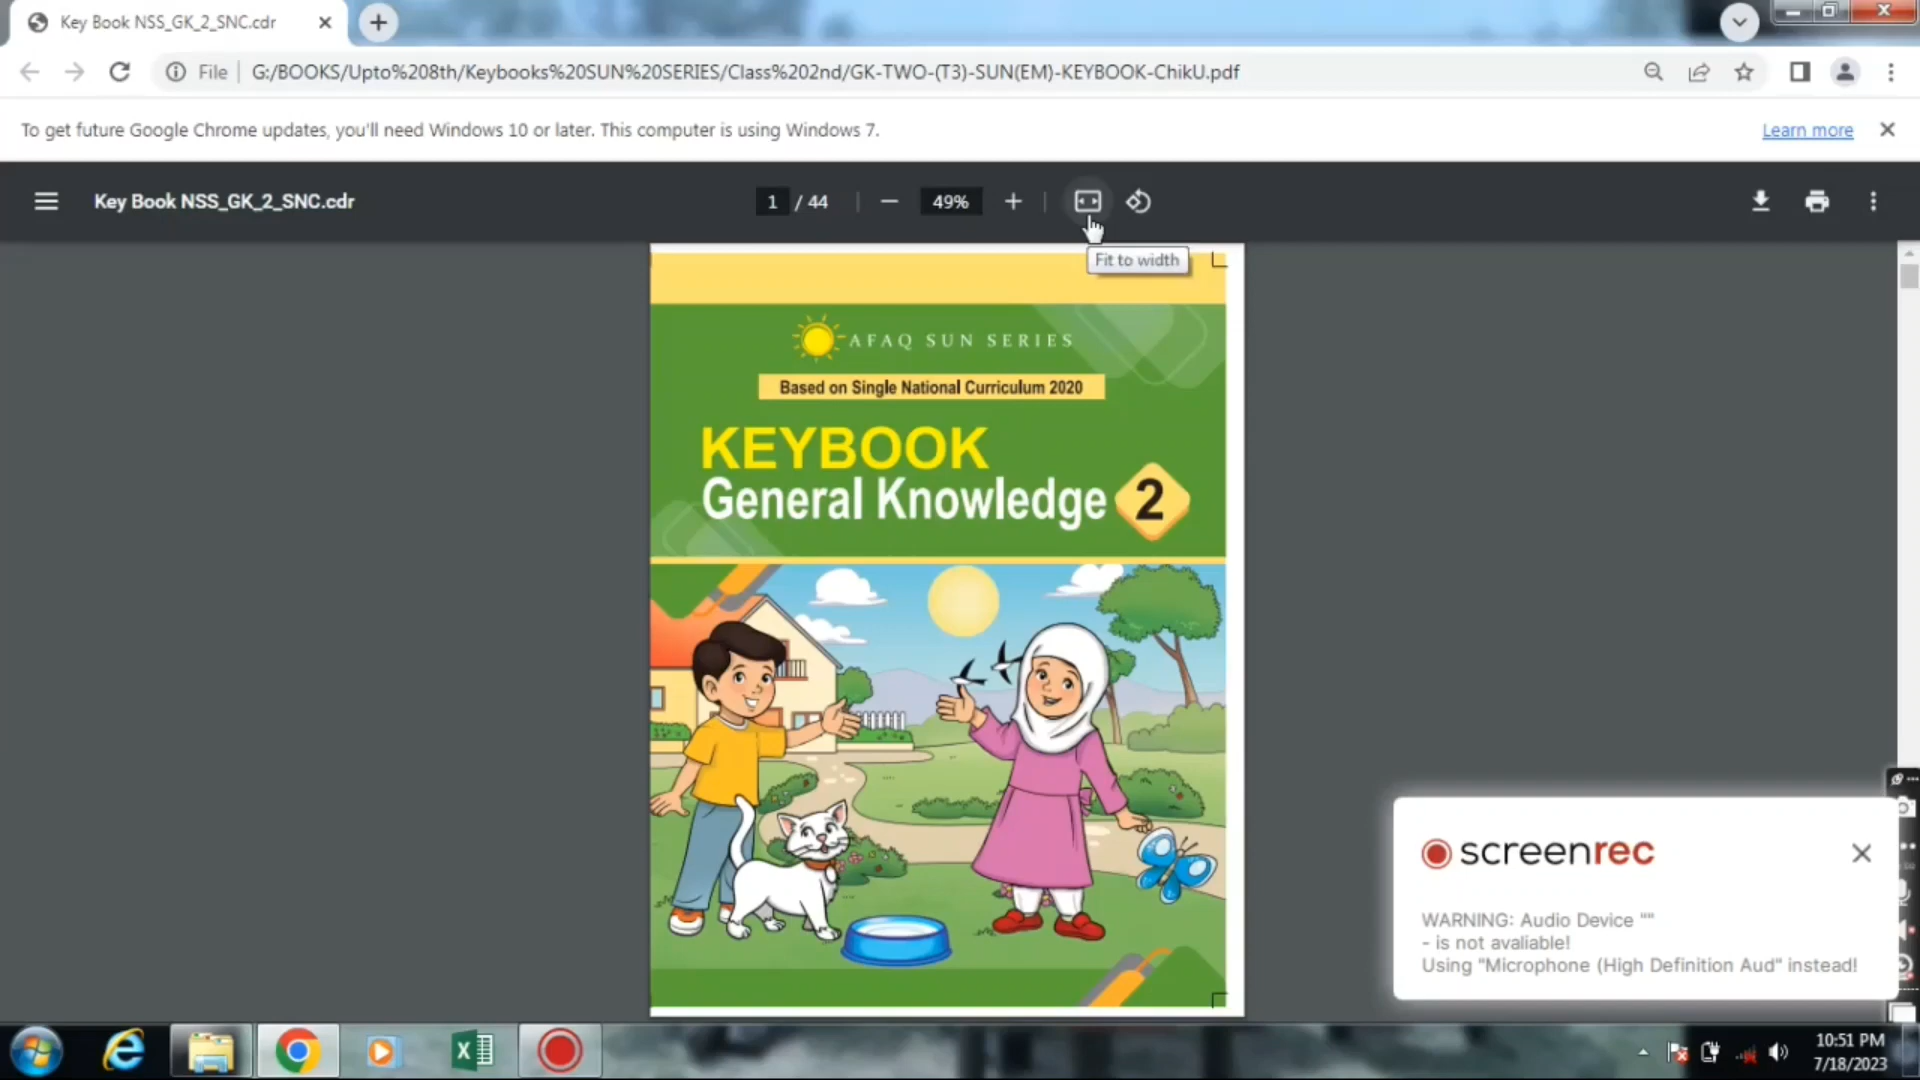 Key Book NSS_GK_2_SNC.cdr
File
G:/BOOKS/Upto%208th/Keybooks%20SUN%20SERIES/Class%202nd/GK-TWO-(T3)-SUN(EM)-KEYBOOK-ChikU.pdf
To get future Google Chrome updates, you'll need Windows 10 or later. This computer is using Windows 7.
Learn more
Key Book NSS_GK_2_SNC.cdr
1 / 44
49%
Fit to width
AFAQ SUN SERIES
Based on Single National Curriculum 2020
KEYBOOK
General Knowledge 2
screenrec
WARNING: Audio Device ""
- is not avaliable!
Using "Microphone (High Definition Aud" instead!
10:51 PM
7/18/2023